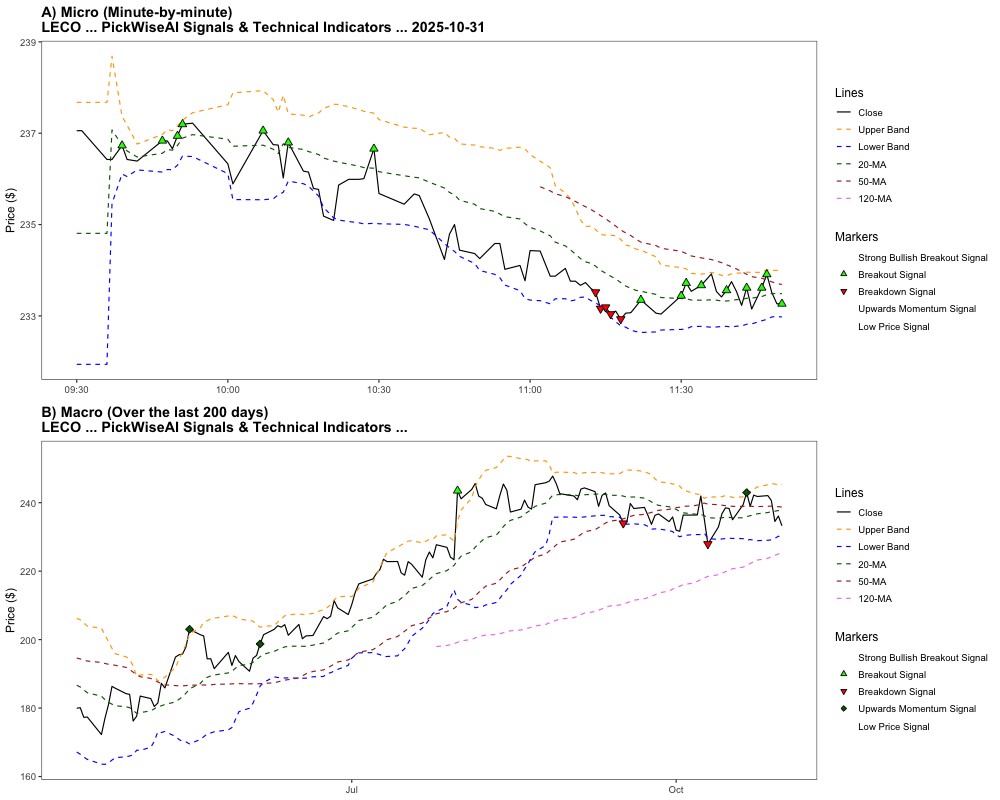 A) Micro (Minute-by-minute)
LECO ... PickWiseAI Signals & Technical Indicators ... 2025-10-31
Price ($)
239
237
235
233
09:30
10:00
10:30
11:00
11:30
Lines
Close
Upper Band
Lower Band
20-MA
50-MA
120-MA
Markers
Strong Bullish Breakout Signal
Breakout Signal
Breakdown Signal
Upwards Momentum Signal
Low Price Signal
B) Macro (Over the last 200 days)
LECO ... PickWiseAI Signals & Technical Indicators ...
Price ($)
240
220
200
180
160
Jul
Oct
Lines
Close
Upper Band
Lower Band
20-MA
50-MA
120-MA
Markers
Strong Bullish Breakout Signal
Breakout Signal
Breakdown Signal
Upwards Momentum Signal
Low Price Signal